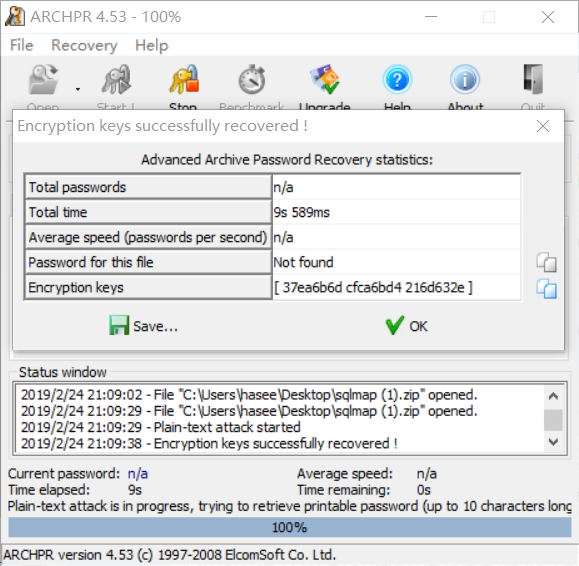 ARCHPR 4.53 - 100%
File Recovery Help
Open Start ! Stop Benchmark Upgrade Help About Quit
Encryption keys successfully recovered !
Advanced Archive Password Recovery statistics:
Total passwords n/a
Total time 9s 589ms
Average speed (passwords per second) n/a
Password for this file Not found
Encryption keys [ 37ea6b6d cfca6bd4 216d632e ]
Save... OK
Status window
2019/2/24 21:09:02 - File "C:\Users\hasee\Desktop\sqlmap (1).zip" opened.
2019/2/24 21:09:29 - File "C:\Users\hasee\Desktop\sqlmap (1).zip" opened.
2019/2/24 21:09:29 - Plain-text attack started
2019/2/24 21:09:38 - Encryption keys successfully recovered !
Current password: n/a Average speed: n/a
Time elapsed: 9s Time remaining: 0s
Plain-text attack is in progress, trying to retrieve printable password (up to 10 characters long
100%
ARCHPR version 4.53 (c) 1997-2008 ElcomSoft Co. Ltd.